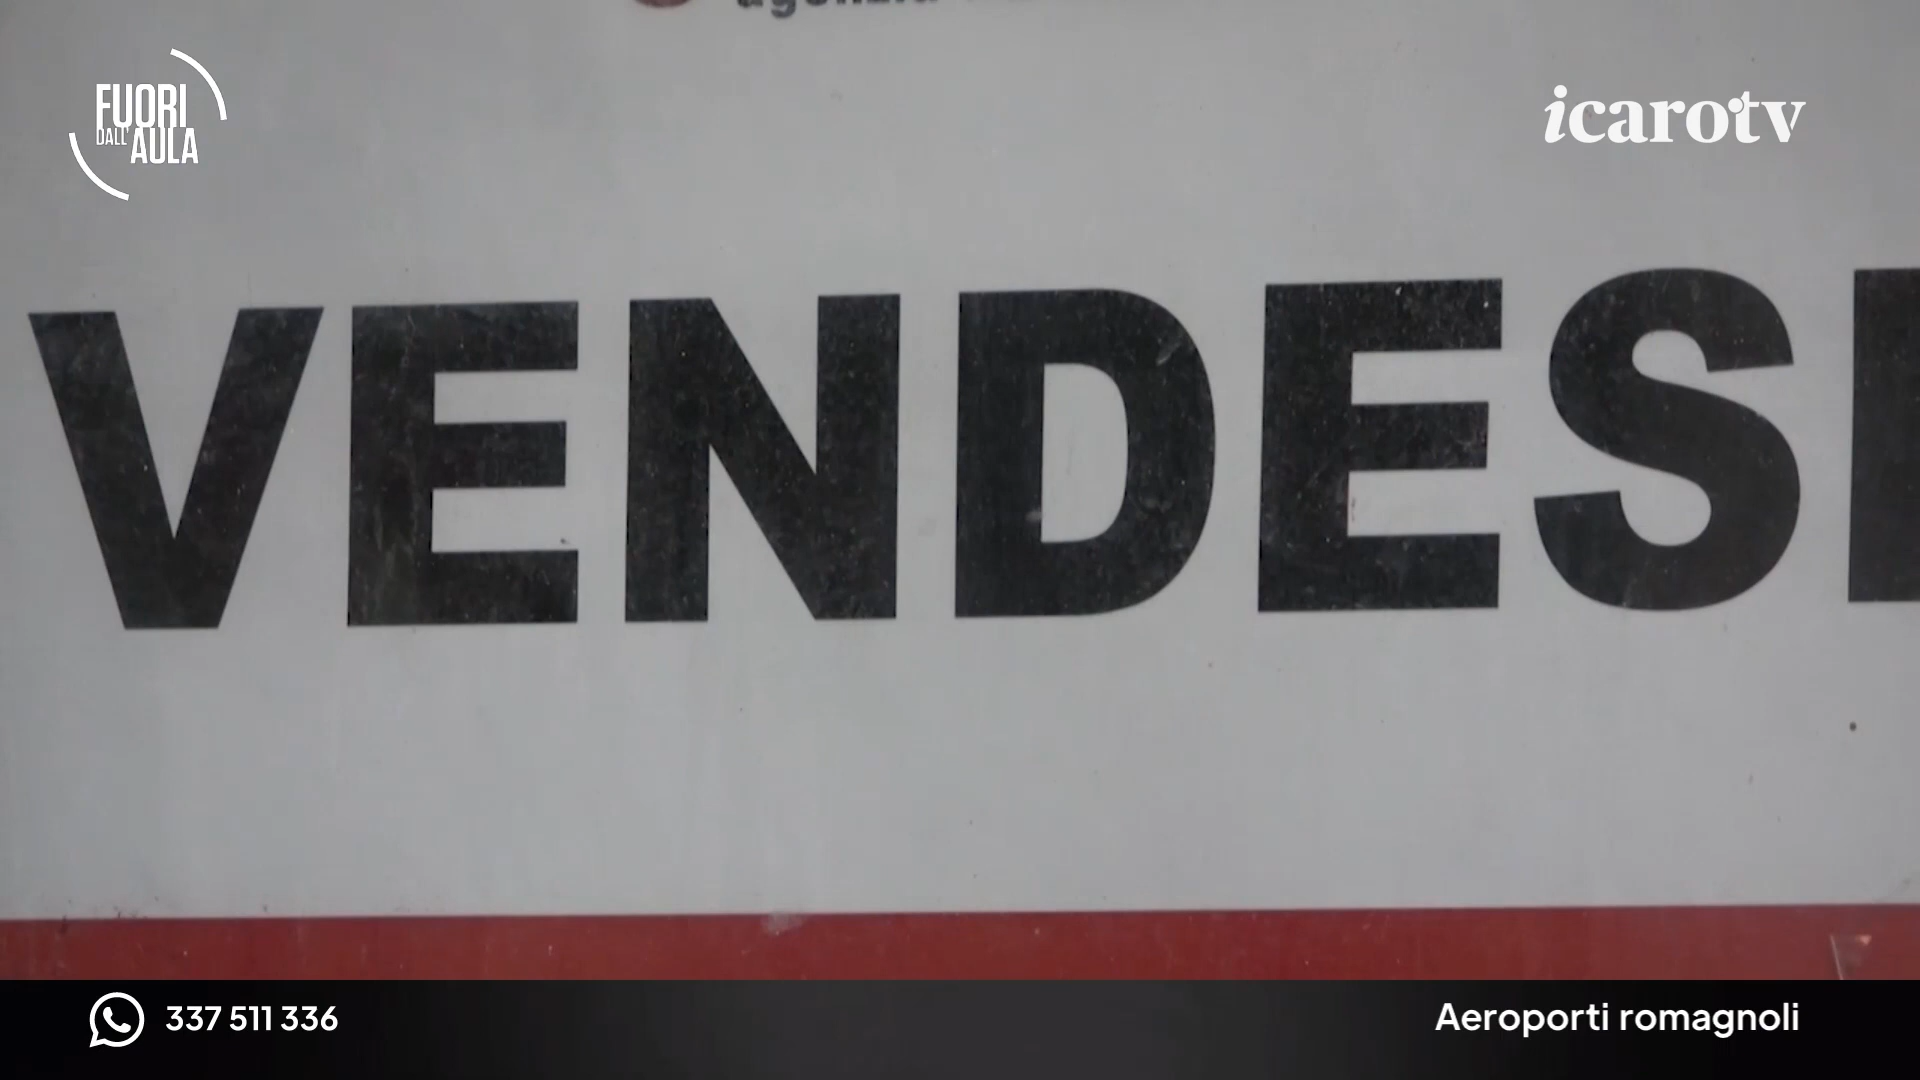 FUORI
DALL'
AULA
icarotv
VENDESI
337 511 336
Aeroporti romagnoli